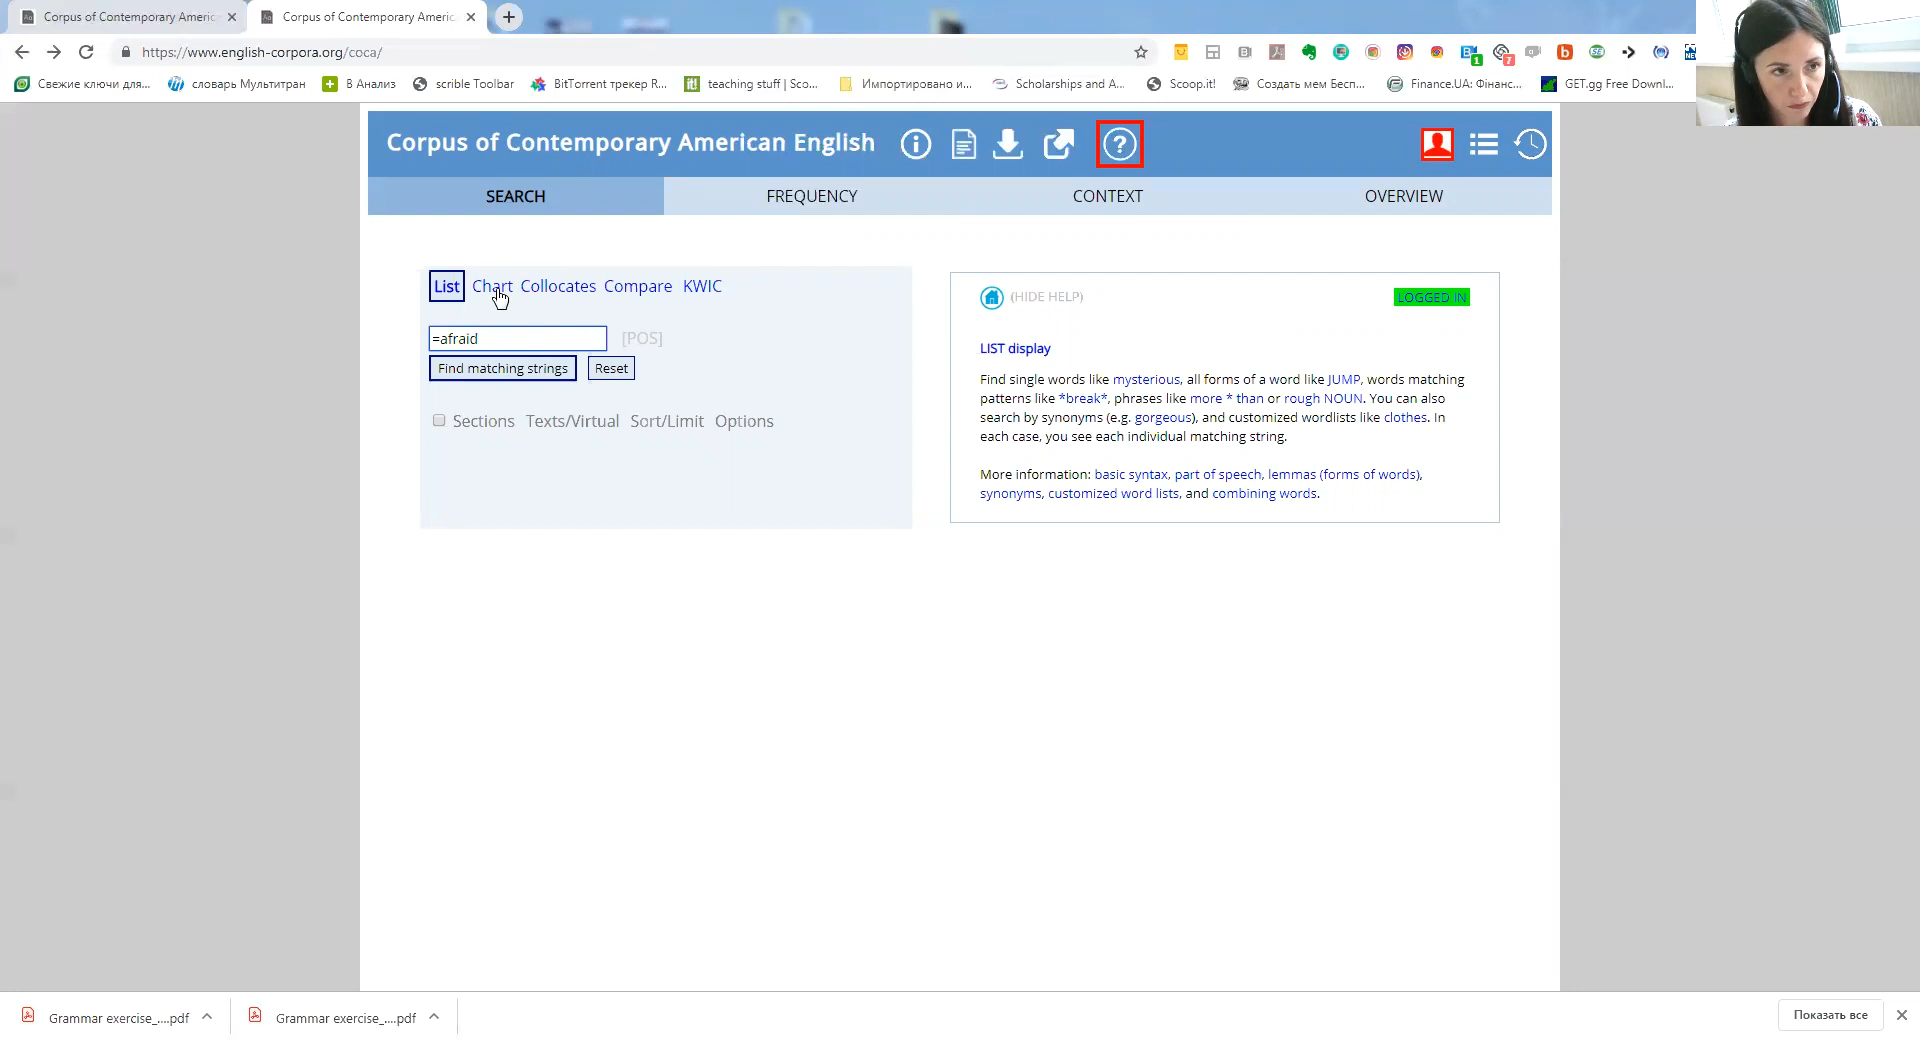 Corpus of Contemporary Americ
Corpus of Contemporary Americ
https://www.english-corpora.org/coca/
1
7
Свежие ключи для...
словарь Мультитран
В Анализ
scrible Toolbar
BitTorrent трекер R...
teaching stuff | Sco...
Импортировано и...
Scholarships and A...
Scoop.it!
Создать мем Бесп...
Finance.UA: Фінанс...
GET.gg Free Downl...
Corpus of Contemporary American English
SEARCH
FREQUENCY
CONTEXT
OVERVIEW
List Chart Collocates Compare KWIC
=afraid [POS]
Find matching strings Reset
Sections Texts/Virtual Sort/Limit Options
(HIDE HELP)
LOGGED IN
LIST display
Find single words like mysterious, all forms of a word like JUMP, words matching
patterns like *break*, phrases like more * than or rough NOUN. You can also
search by synonyms (e.g. gorgeous), and customized wordlists like clothes. In
each case, you see each individual matching string.
More information: basic syntax, part of speech, lemmas (forms of words),
synonyms, customized word lists, and combining words.
Grammar exercise_....pdf
Grammar exercise_....pdf
Показать все